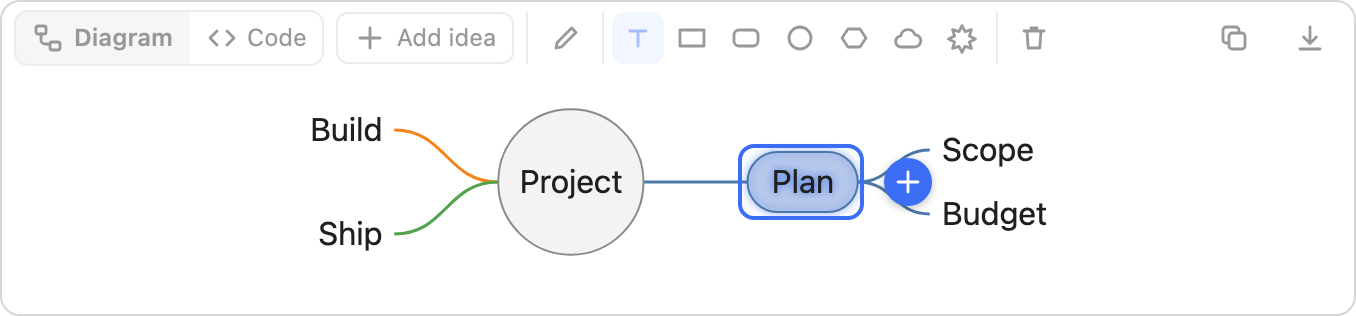 Diagram
Code
Add idea
T
Build
Ship
Project
Plan
Scope
Budget